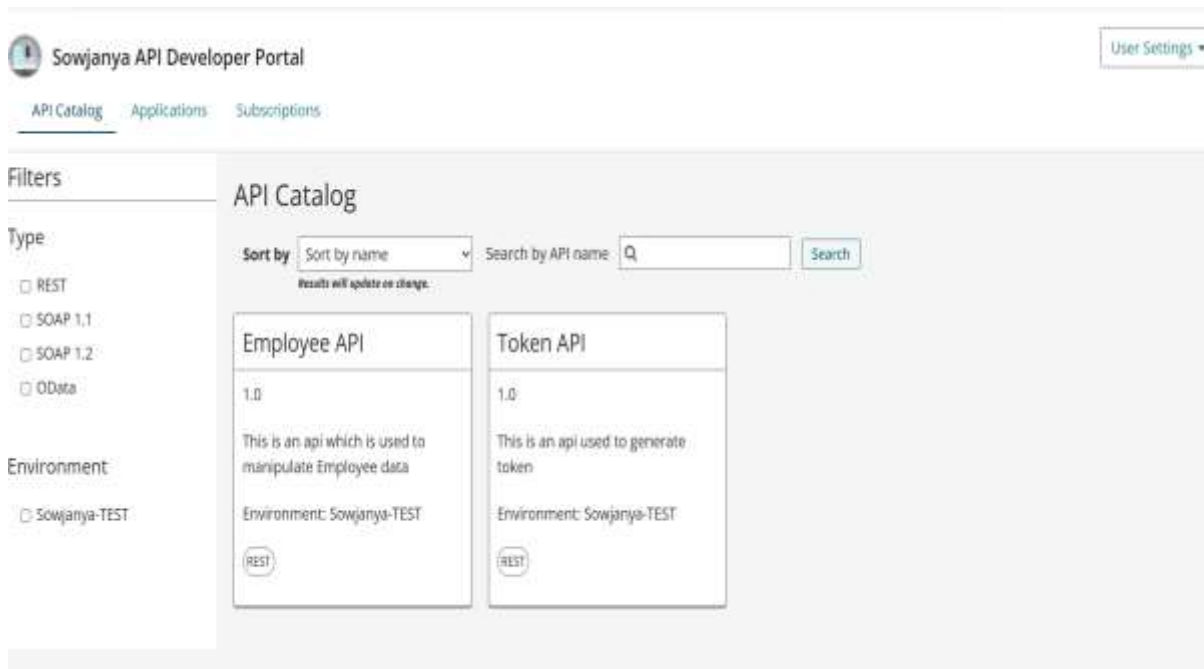 Sowjanya API Developer Portal
User Settings
API Catalog Applications Subscriptions
Filters
Type
REST
SOAP 1.1
SOAP 1.2
OData
Environment
Sowjanya-TEST
API Catalog
Sort by Sort by name Search by API name Search
Results will update on change.
Employee API
1.0
This is an api which is used to
manipulate Employee data
Environment: Sowjanya-TEST
REST
Token API
1.0
This is an api used to generate
token
Environment: Sowjanya-TEST
REST